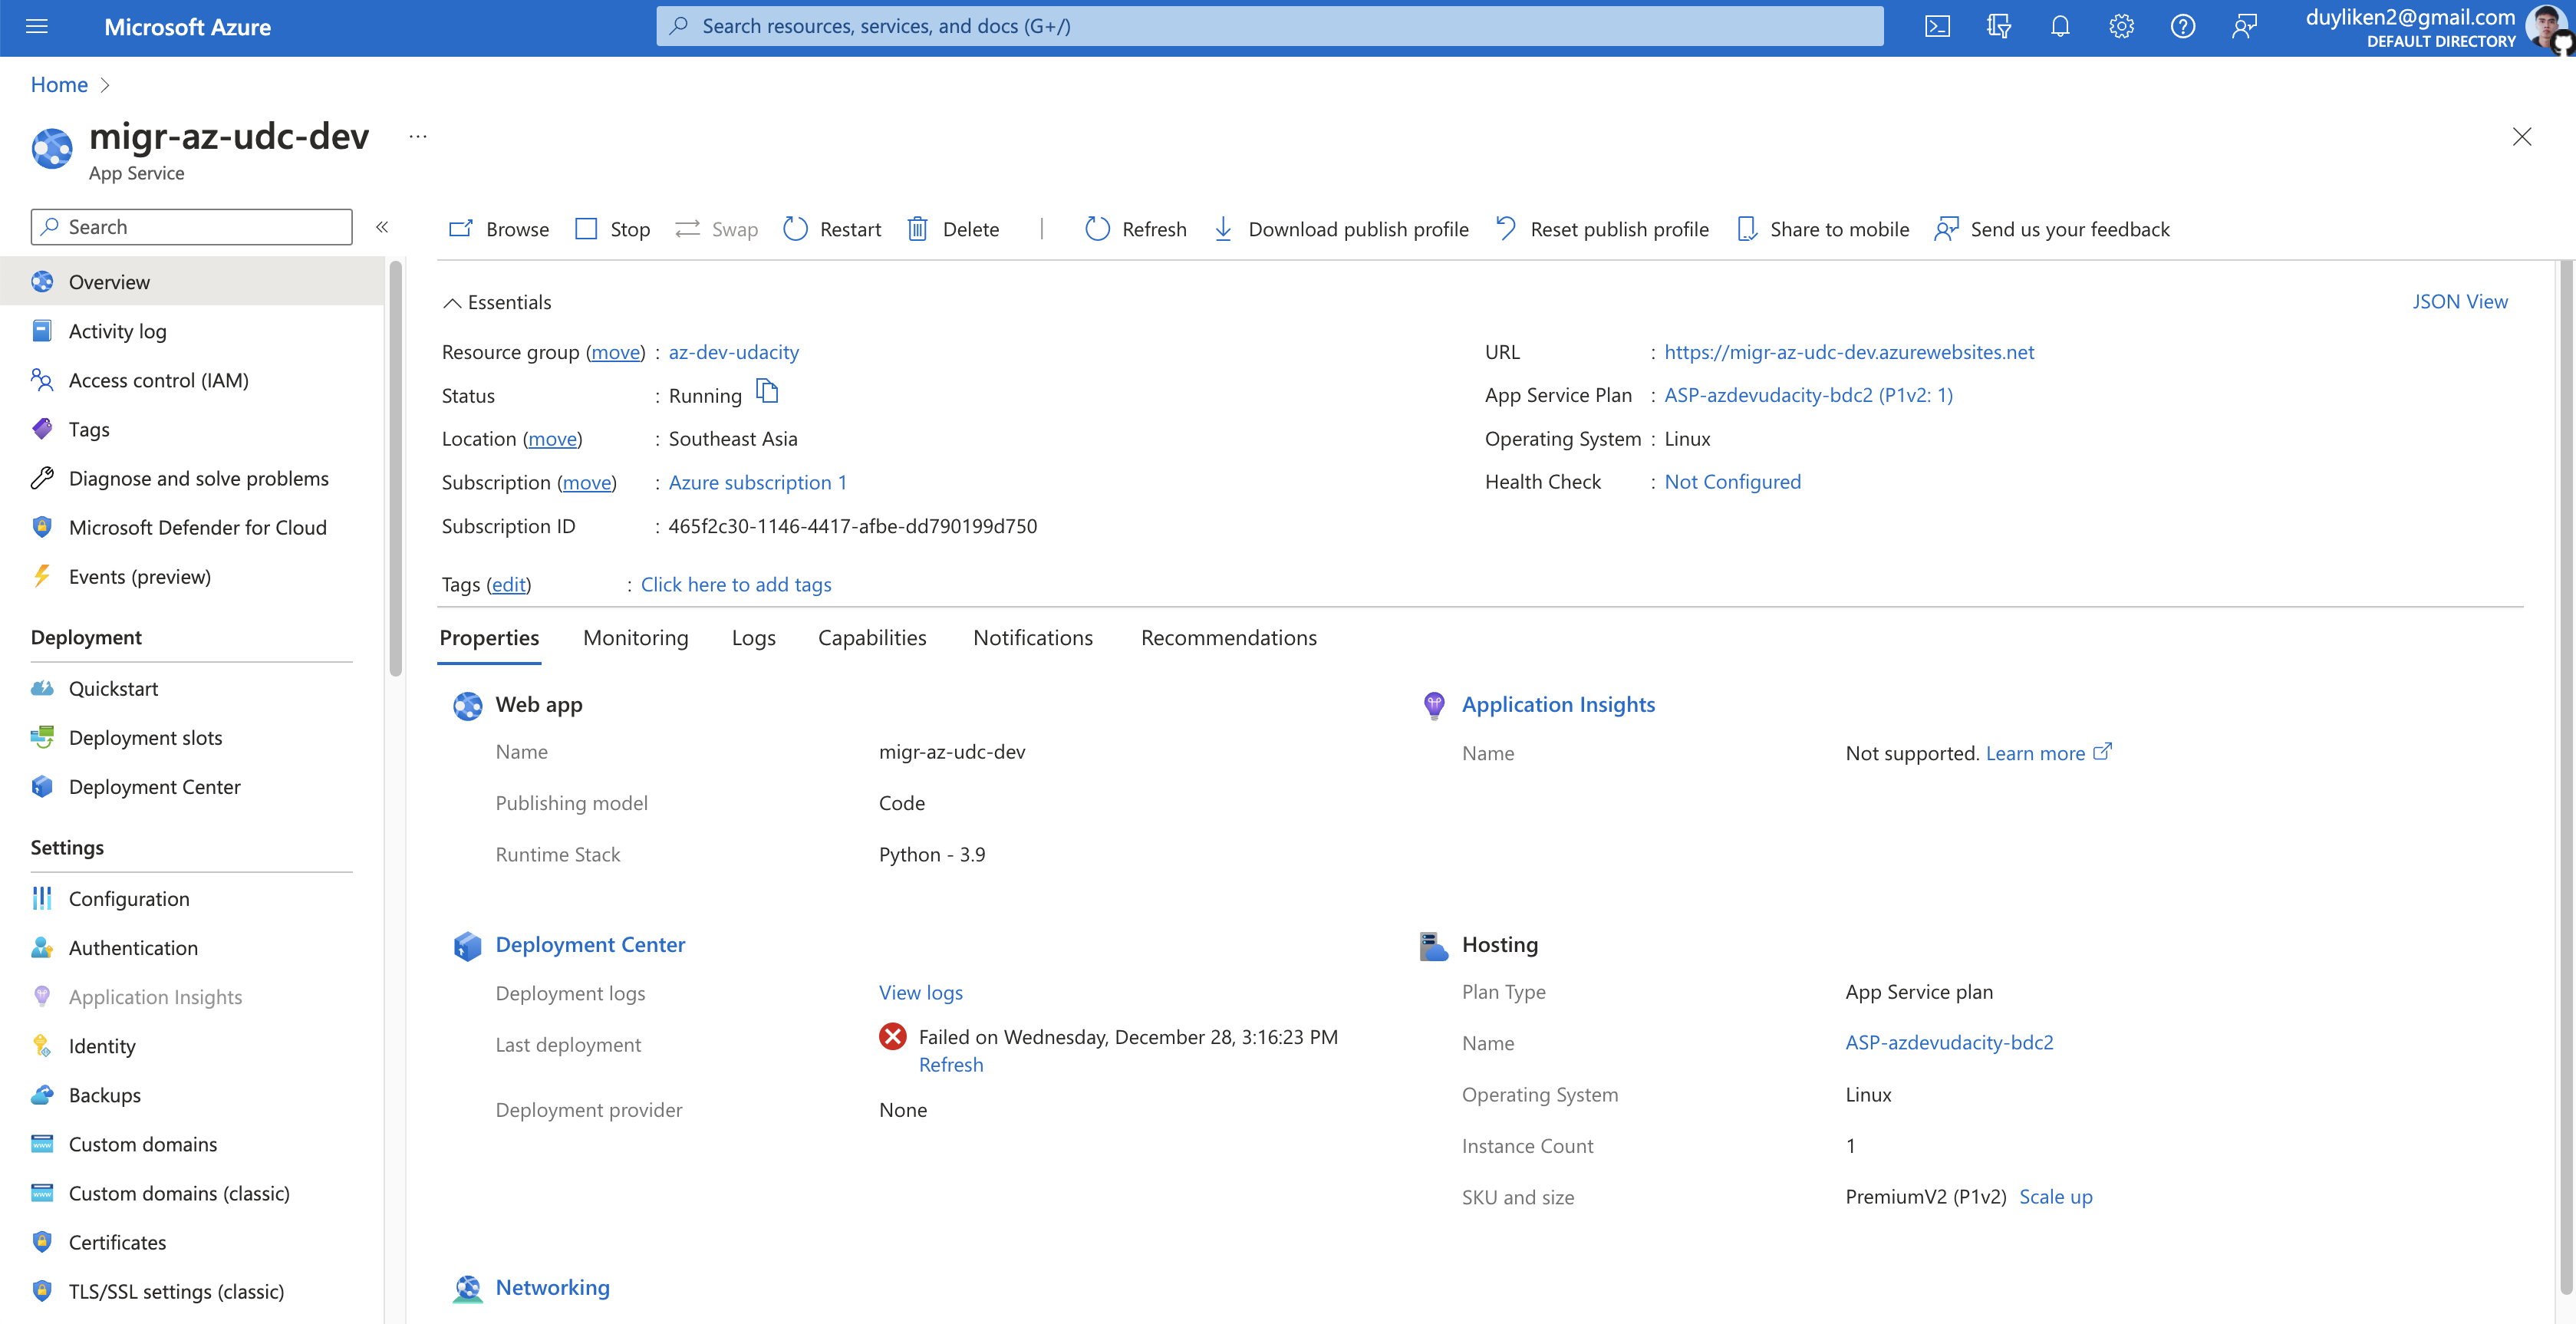 Microsoft Azure
Search resources, services, and docs (G+/)
duyliken2@gmail.com
DEFAULT DIRECTORY
Home
migr-az-udc-dev ...
App Service
Search
Overview
Activity log
Access control (IAM)
Tags
Diagnose and solve problems
Microsoft Defender for Cloud
Events (preview)
Deployment
Quickstart
Deployment slots
Deployment Center
Settings
Configuration
Authentication
Application Insights
Identity
Backups
Custom domains
Custom domains (classic)
Certificates
TLS/SSL settings (classic)
Browse Stop Swap Restart Delete | Refresh Download publish profile Reset publish profile Share to mobile Send us your feedback
Essentials
JSON View
Resource group (move) : az-dev-udacity
Status : Running
Location (move) : Southeast Asia
Subscription (move) : Azure subscription 1
Subscription ID : 465f2c30-1146-4417-afbe-dd790199d750
URL : https://migr-az-udc-dev.azurewebsites.net
App Service Plan : ASP-azdevudacity-bdc2 (P1v2: 1)
Operating System : Linux
Health Check : Not Configured
Tags (edit) : Click here to add tags
Properties Monitoring Logs Capabilities Notifications Recommendations
Web app
Name migr-az-udc-dev
Publishing model Code
Runtime Stack Python - 3.9
Application Insights
Name Not supported. Learn more
Deployment Center
Deployment logs View logs
Last deployment Failed on Wednesday, December 28, 3:16:23 PM
Refresh
Deployment provider None
Hosting
Plan Type App Service plan
Name ASP-azdevudacity-bdc2
Operating System Linux
Instance Count 1
SKU and size PremiumV2 (P1v2) Scale up
Networking